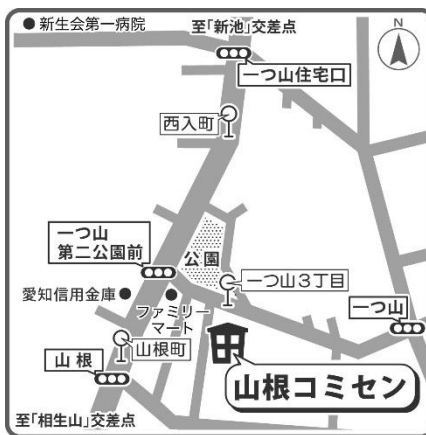 ● 新生会第一病院
至「新池」交差点
N
一つ山住宅口
西入町
一つ山
第二公園前
公園
愛知信用金庫 ●
ファミリー
マート
一つ山3丁目
一つ山
山根町
山根
山根コミセン
至「相生山」交差点